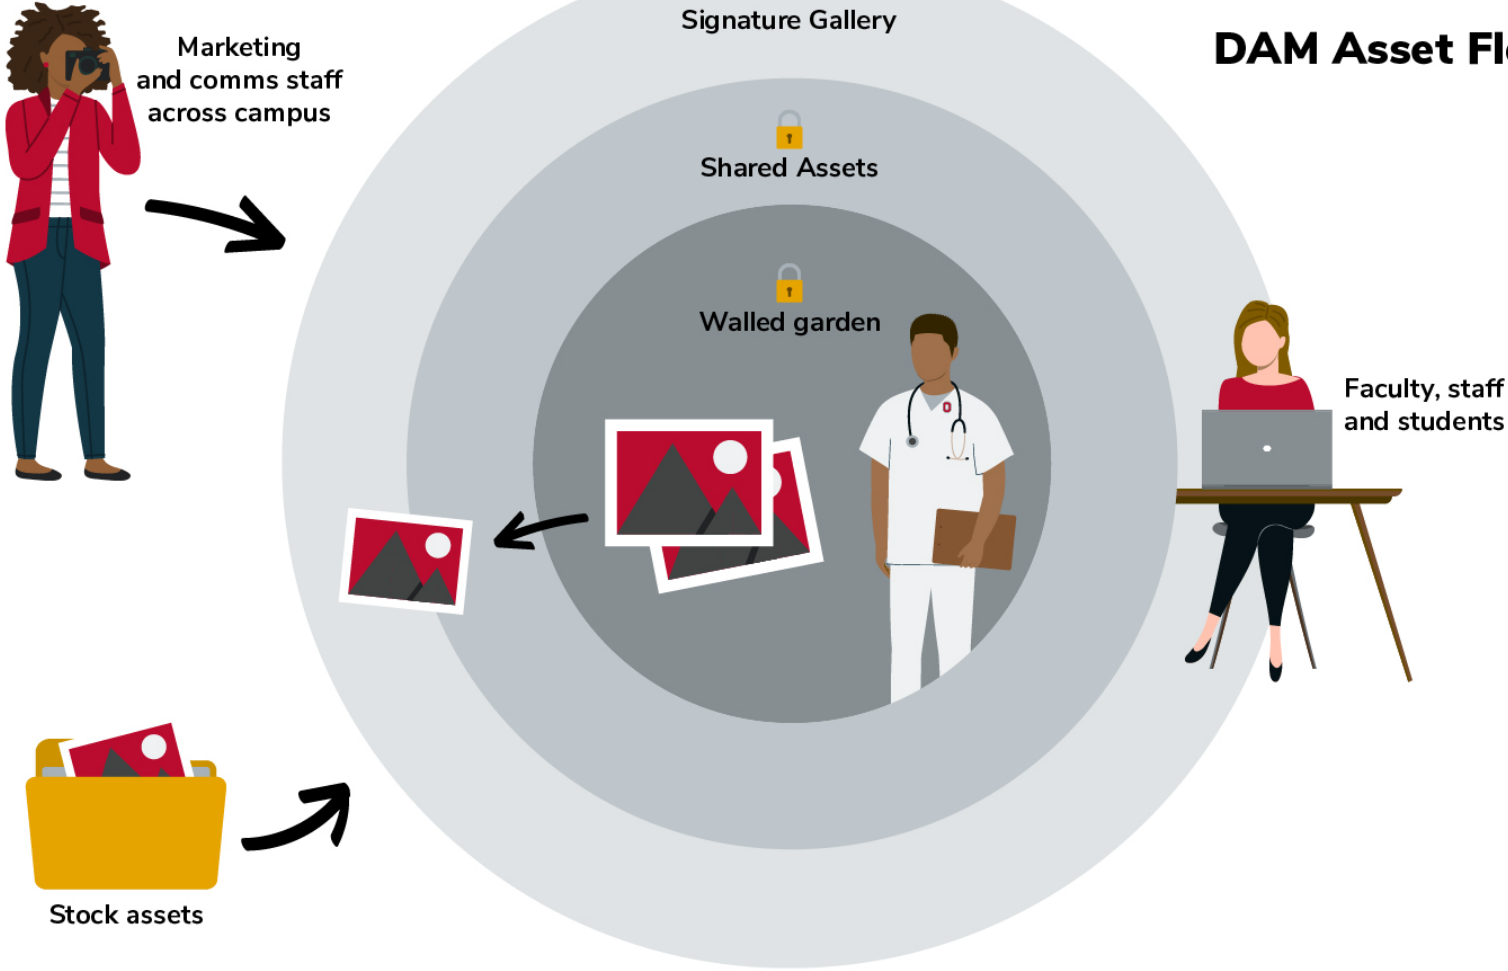 Signature Gallery
DAM Asset
Marketing
and comms staff
across campus
Shared Assets
Walled garden
Faculty, staff
and students
Stock assets